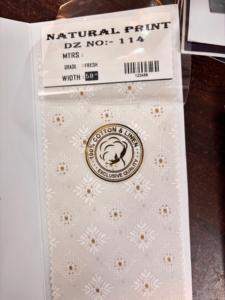 NATURAL PRINT
DZ NO:- 114
MTRS :
GRADE : FRESH
WIDTH : 58"
100% COTTON & LINEN
EXCLUSIVE QUALITY